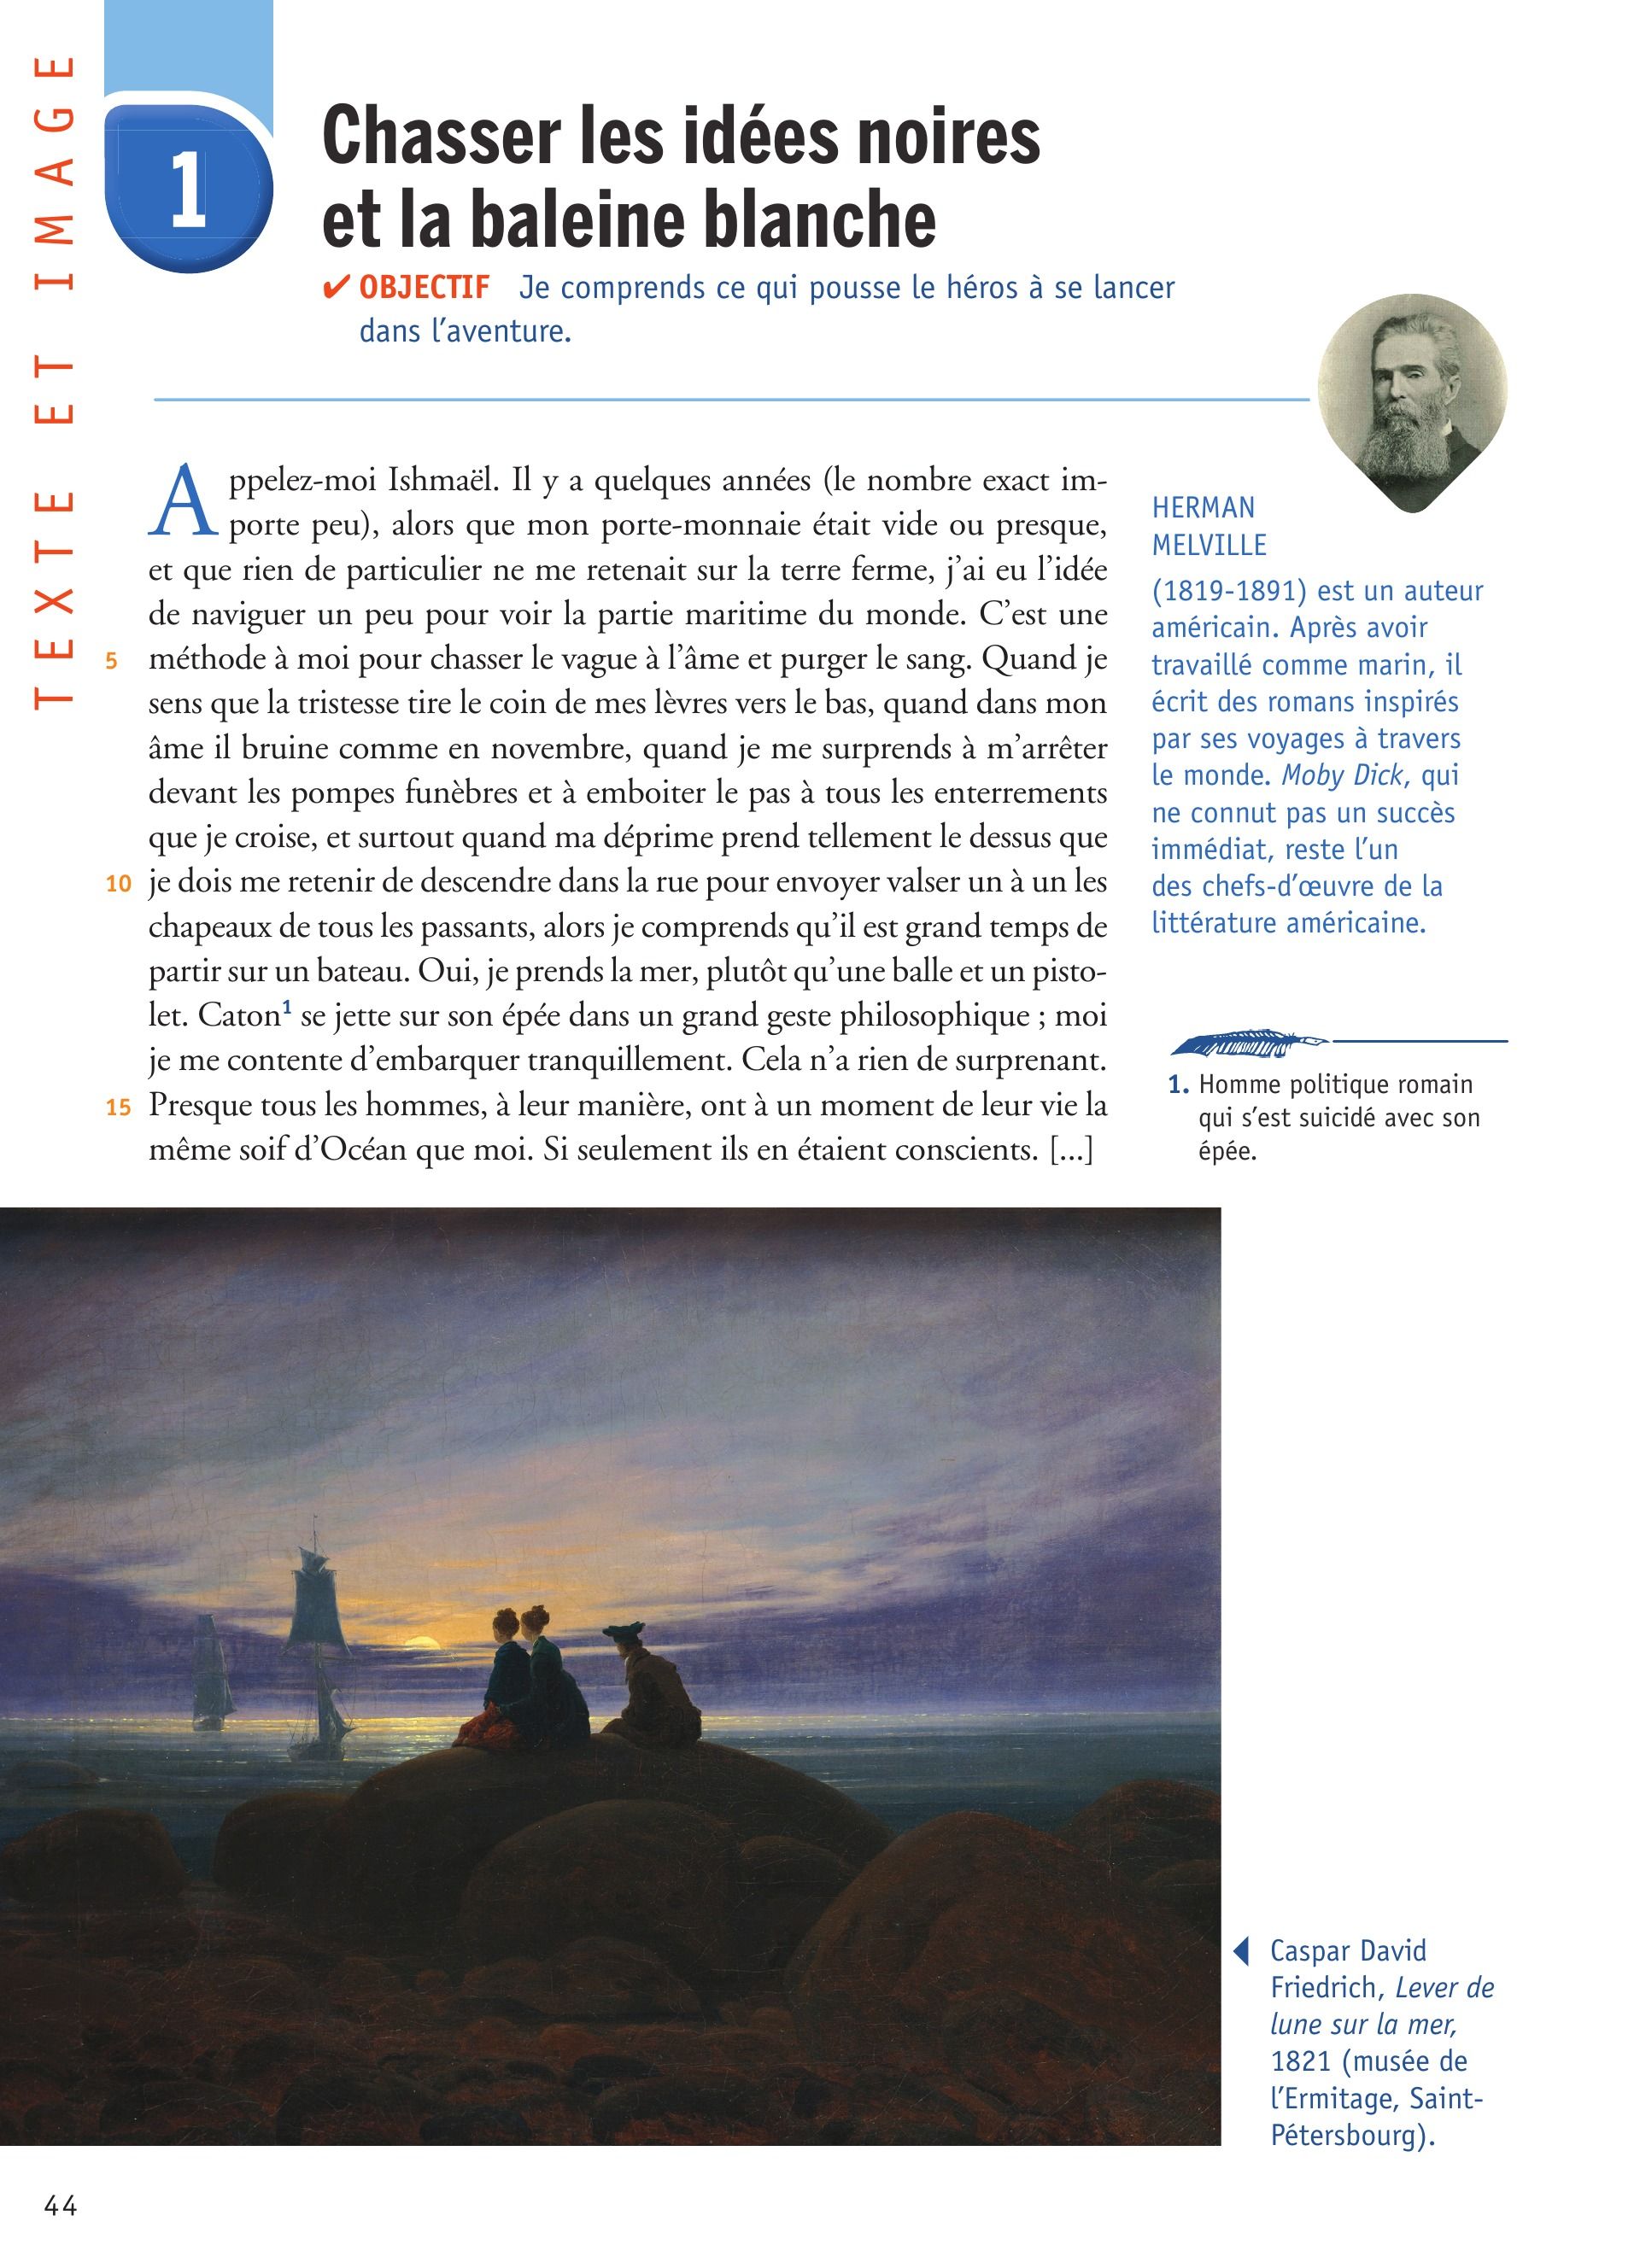 TEXTE ET IMAGE
1
Chasser les idées noires
et la baleine blanche
✔ OBJECTIF Je comprends ce qui pousse le héros à se lancer
dans l’aventure.
Appelez-moi Ishmaël. Il y a quelques années (le nombre exact im-
porte peu), alors que mon porte-monnaie était vide ou presque,
et que rien de particulier ne me retenait sur la terre ferme, j’ai eu l’idée
de naviguer un peu pour voir la partie maritime du monde. C’est une
5 méthode à moi pour chasser le vague à l’âme et purger le sang. Quand je
sens que la tristesse tire le coin de mes lèvres vers le bas, quand dans mon
âme il bruine comme en novembre, quand je me surprends à m’arrêter
devant les pompes funèbres et à emboiter le pas à tous les enterrements
que je croise, et surtout quand ma déprime prend tellement le dessus que
10 je dois me retenir de descendre dans la rue pour envoyer valser un à un les
chapeaux de tous les passants, alors je comprends qu’il est grand temps de
partir sur un bateau. Oui, je prends la mer, plutôt qu’une balle et un pisto-
let. Caton1 se jette sur son épée dans un grand geste philosophique ; moi
je me contente d’embarquer tranquillement. Cela n’a rien de surprenant.
15 Presque tous les hommes, à leur manière, ont à un moment de leur vie la
même soif d’Océan que moi. Si seulement ils en étaient conscients. [...]
HERMAN
MELVILLE
(1819-1891) est un auteur
américain. Après avoir
travaillé comme marin, il
écrit des romans inspirés
par ses voyages à travers
le monde. Moby Dick, qui
ne connut pas un succès
immédiat, reste l’un
des chefs-d’œuvre de la
littérature américaine.
1. Homme politique romain
qui s’est suicidé avec son
épée.
Caspar David
Friedrich, Lever de
lune sur la mer,
1821 (musée de
l’Ermitage, Saint-
Pétersbourg).
44